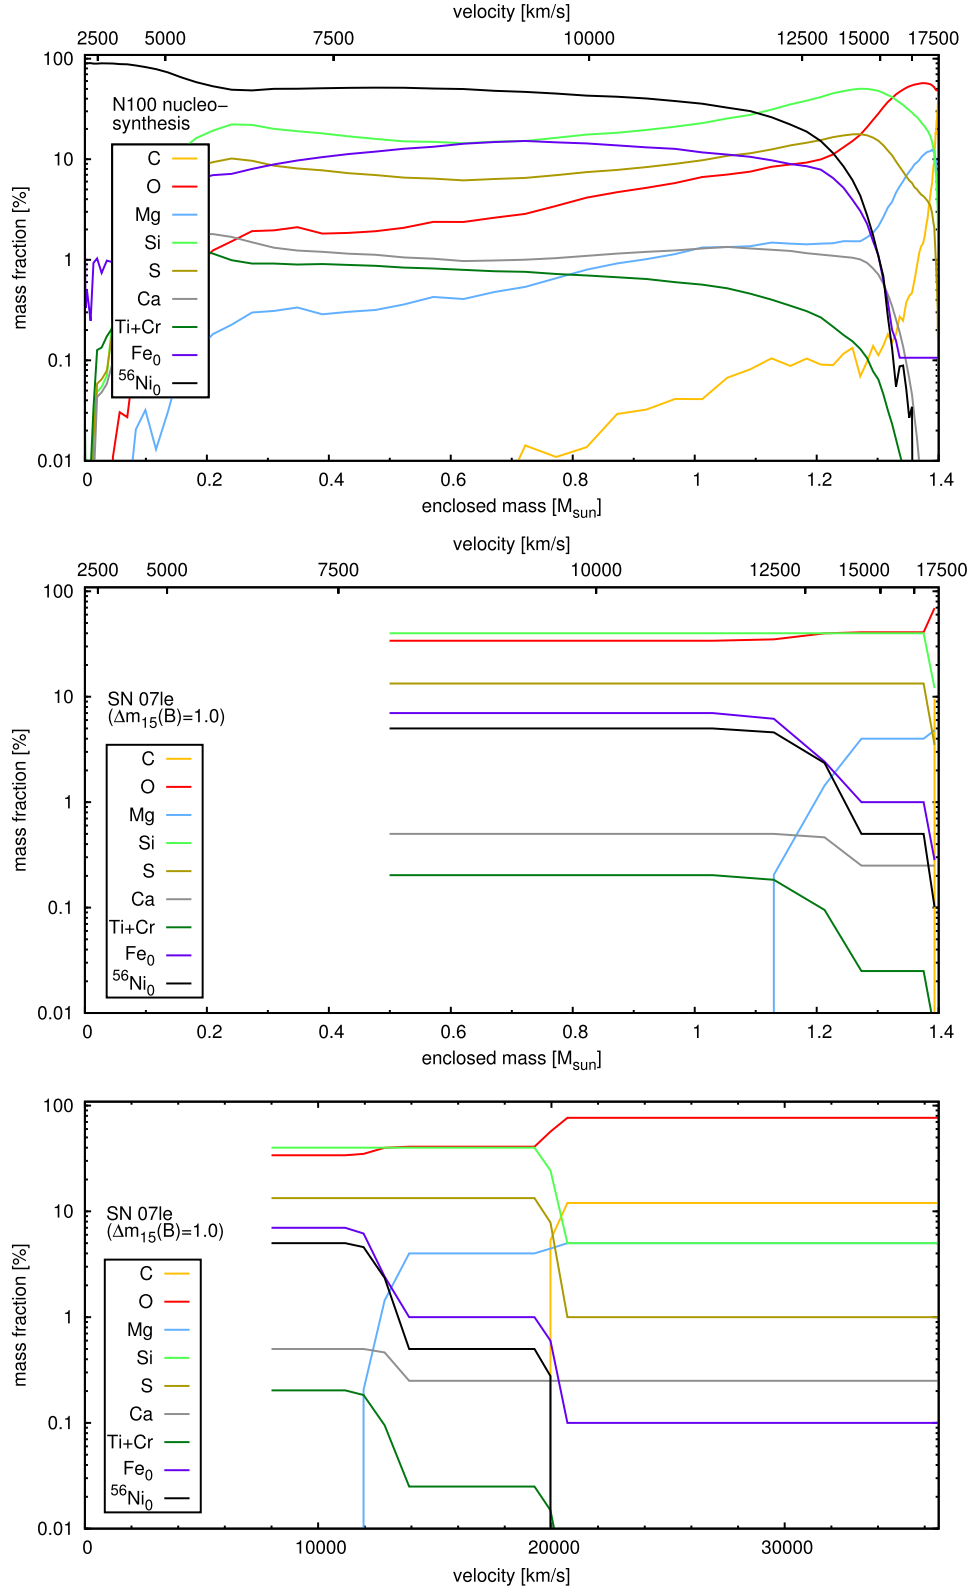 velocity [km/s]
2500 5000 7500 10000 12500 15000 17500
100
10
1
0.1
0.01
mass fraction [%]
N100 nucleo-
synthesis
C
O
Mg
Si
S
Ca
Ti+Cr
Fe0
56Ni0
0 0.2 0.4 0.6 0.8 1 1.2 1.4
enclosed mass [Msun]
velocity [km/s]
2500 5000 7500 10000 12500 15000 17500
100
10
1
0.1
0.01
mass fraction [%]
SN 07le
(Δm15(B)=1.0)
C
O
Mg
Si
S
Ca
Ti+Cr
Fe0
56Ni0
0 0.2 0.4 0.6 0.8 1 1.2 1.4
enclosed mass [Msun]
100
10
1
0.1
0.01
mass fraction [%]
SN 07le
(Δm15(B)=1.0)
C
O
Mg
Si
S
Ca
Ti+Cr
Fe0
56Ni0
0 10000 20000 30000
velocity [km/s]